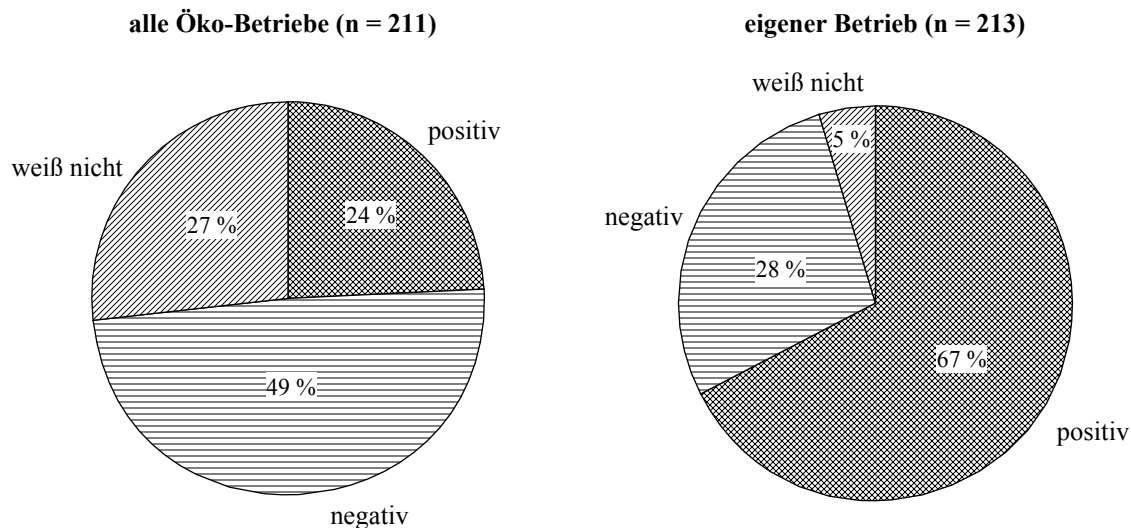 alle Öko-Betriebe (n = 211)
weiß nicht
positiv
27 %
24 %
49 %
negativ
eigener Betrieb (n = 213)
weiß nicht
5 %
negativ
28 %
67 %
positiv